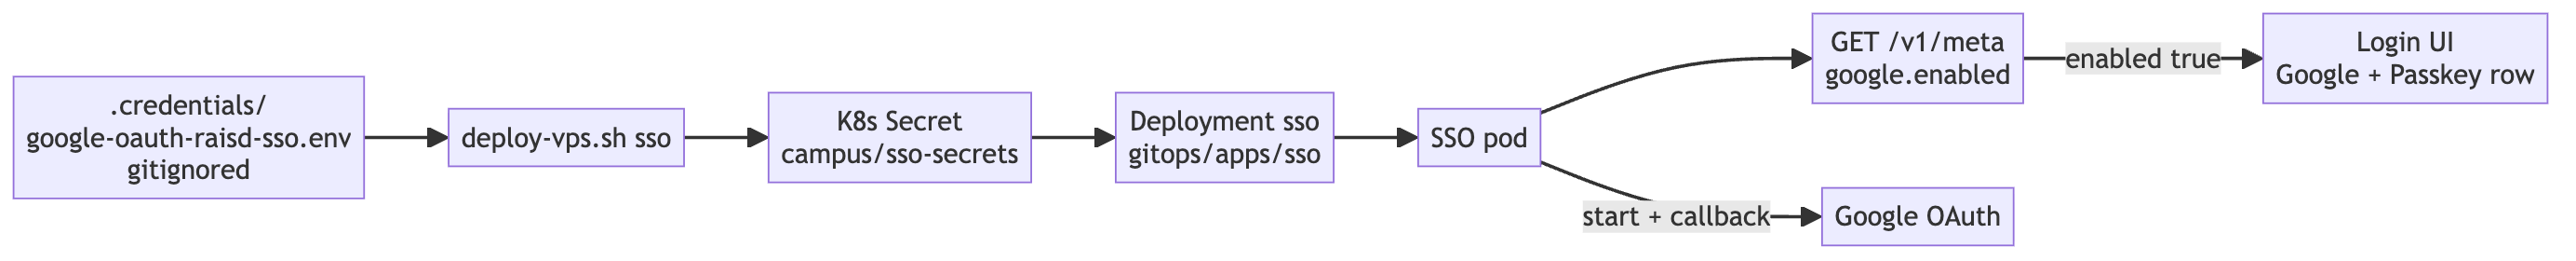 .credentials/
google-oauth-raisd-sso.env
gitignored
deploy-vps.sh sso
K8s Secret
campus/sso-secrets
Deployment sso
gitops/apps/sso
SSO pod
GET /v1/meta
google.enabled
enabled true
Login UI
Google + Passkey row
start + callback
Google OAuth